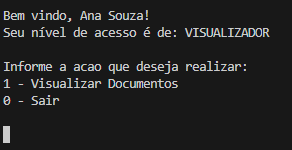 Bem vindo, Ana Souza!
Seu nível de acesso é de: VISUALIZADOR
Informe a acao que deseja realizar:
1 - Visualizar Documentos
0 - Sair